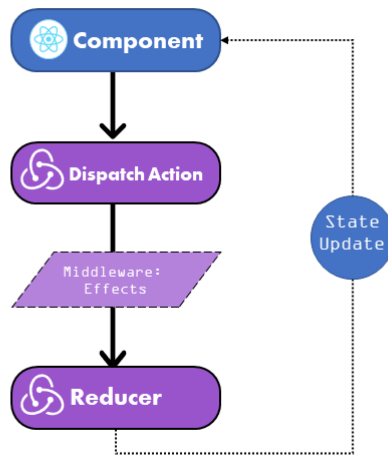 Component
Dispatch Action
Middleware:
Effects
State
Update
Reducer